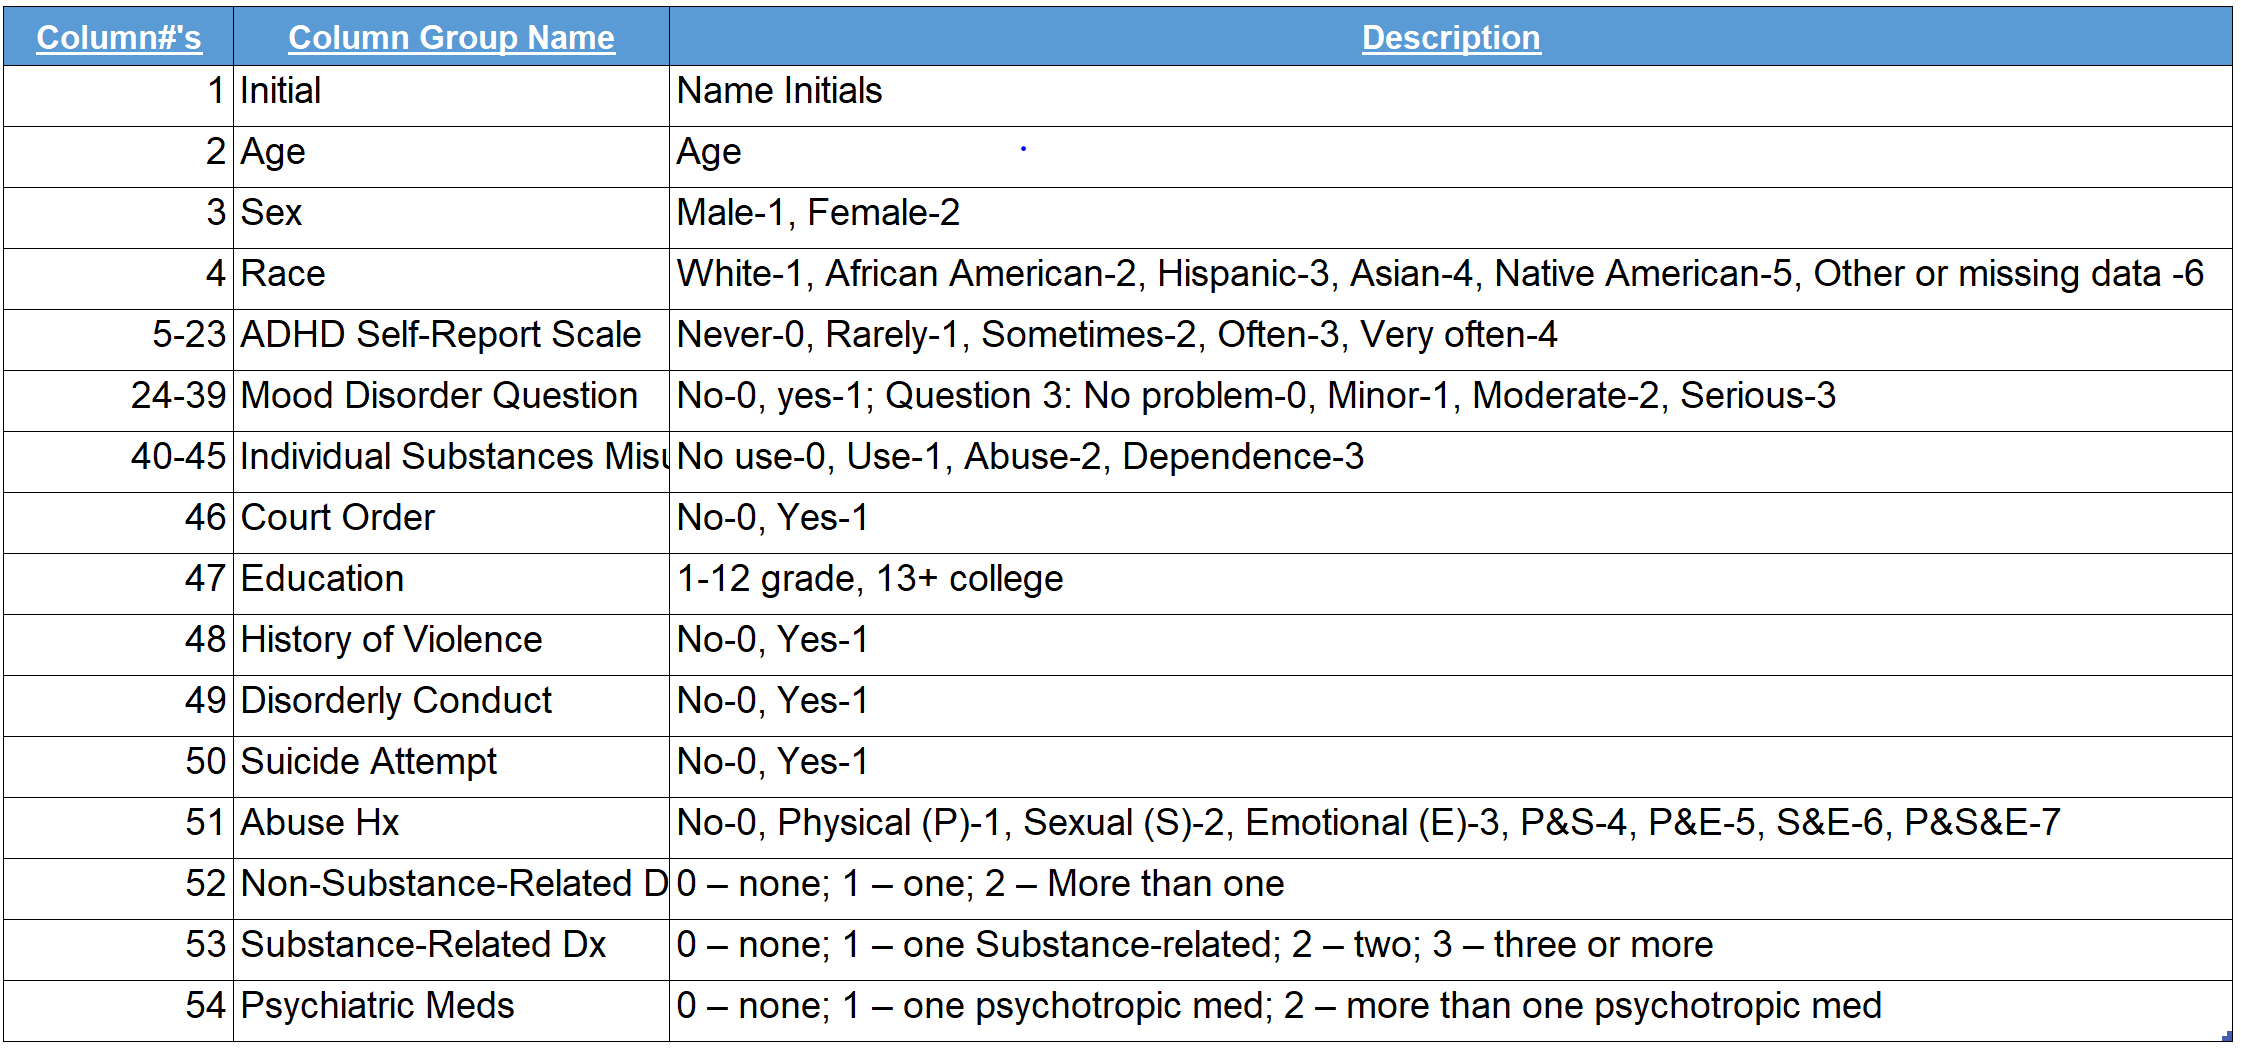 Column#'s Column Group Name Description
1 Initial Name Initials
2 Age Age
3 Sex Male-1, Female-2
4 Race White-1, African American-2, Hispanic-3, Asian-4, Native American-5, Other or missing data -6
5-23 ADHD Self-Report Scale Never-0, Rarely-1, Sometimes-2, Often-3, Very often-4
24-39 Mood Disorder Question No-0, yes-1; Question 3: No problem-0, Minor-1, Moderate-2, Serious-3
40-45 Individual Substances Misu No use-0, Use-1, Abuse-2, Dependence-3
46 Court Order No-0, Yes-1
47 Education 1-12 grade, 13+ college
48 History of Violence No-0, Yes-1
49 Disorderly Conduct No-0, Yes-1
50 Suicide Attempt No-0, Yes-1
51 Abuse Hx No-0, Physical (P)-1, Sexual (S)-2, Emotional (E)-3, P&S-4, P&E-5, S&E-6, P&S&E-7
52 Non-Substance-Related D 0 – none; 1 – one; 2 – More than one
53 Substance-Related Dx 0 – none; 1 – one Substance-related; 2 – two; 3 – three or more
54 Psychiatric Meds 0 – none; 1 – one psychotropic med; 2 – more than one psychotropic med